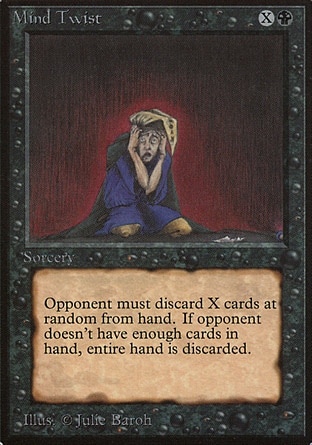 Mind Twist X
Sorcery
Opponent must discard X cards at
random from hand. If opponent
doesn't have enough cards in
hand, entire hand is discarded.
Illus. © Julie Baroh